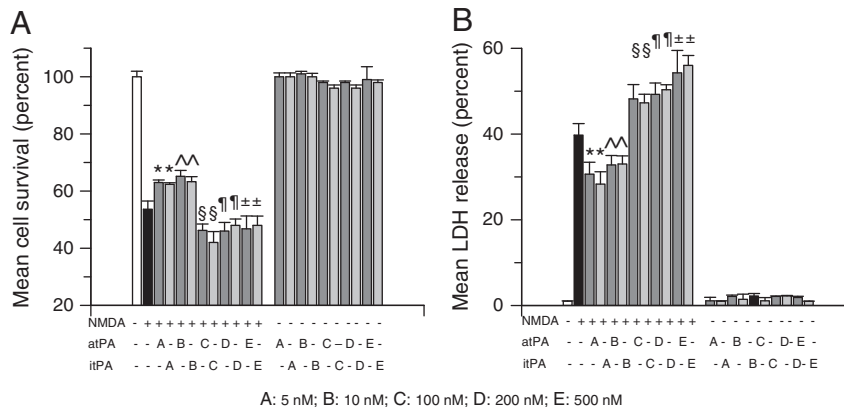 A
Mean cell survival (percent)
100
80
60
40
20
** ^^ §§ ¶¶ ±±
NMDA - + + + + + + + + + + + - - - - - - - - - -
atPA - - A - B - C - D - E - A - B - C - D - E -
itPA - - - A - B - C - D - E - A - B - C - D - E
B
Mean LDH release (percent)
60
40
20
0
** ^^ §§ ¶¶ ±±
NMDA - + + + + + + + + + + + - - - - - - - - - -
atPA - - A - B - C - D - E - A - B - C - D - E -
itPA - - - A - B - C - D - E - A - B - C - D - E
A: 5 nM; B: 10 nM; C: 100 nM; D: 200 nM; E: 500 nM